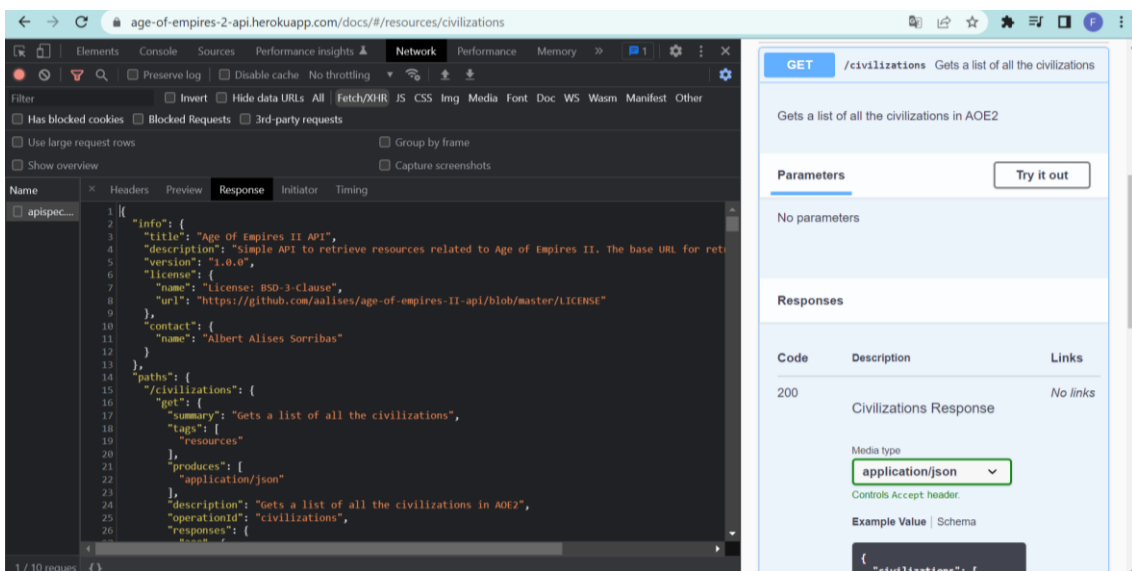 age-of-empires-2-api.herokuapp.com/docs/#/resources/civilizations
F
Elements Console Sources Performance insights Network Performance Memory » 1
Preserve log Disable cache No throttling
Filter Invert Hide data URLs All Fetch/XHR JS CSS Img Media Font Doc WS Wasm Manifest Other
Has blocked cookies Blocked Requests 3rd-party requests
Use large request rows Group by frame
Show overview Capture screenshots
Name × Headers Preview Response Initiator Timing
apispec....
1 {
2 "info": {
3 "title": "Age Of Empires II API",
4 "description": "Simple API to retrieve resources related to Age of Empires II. The base URL for
5 "version": "1.0.0",
6 "license": {
7 "name": "License: BSD-3-Clause",
8 "url": "https://github.com/aalises/age-of-empires-II-api/blob/master/LICENSE"
9 },
10 "contact": {
11 "name": "Albert Alises Sorribas"
12 }
13 },
14 "paths": {
15 "/civilizations": {
16 "get": {
17 "summary": "Gets a list of all the civilizations",
18 "tags": [
19 "resources"
20 ],
21 "produces": [
22 "application/json"
23 ],
24 "description": "Gets a list of all the civilizations in AOE2",
25 "operationId": "civilizations",
26 "responses": {
1 / 10 reques { }
GET /civilizations Gets a list of all the civilizations
Gets a list of all the civilizations in AOE2
Parameters Try it out
No parameters
Responses
Code Description Links
200 No links
Civilizations Response
Media type
application/json
Controls Accept header.
Example Value | Schema
{
"civilizations": [